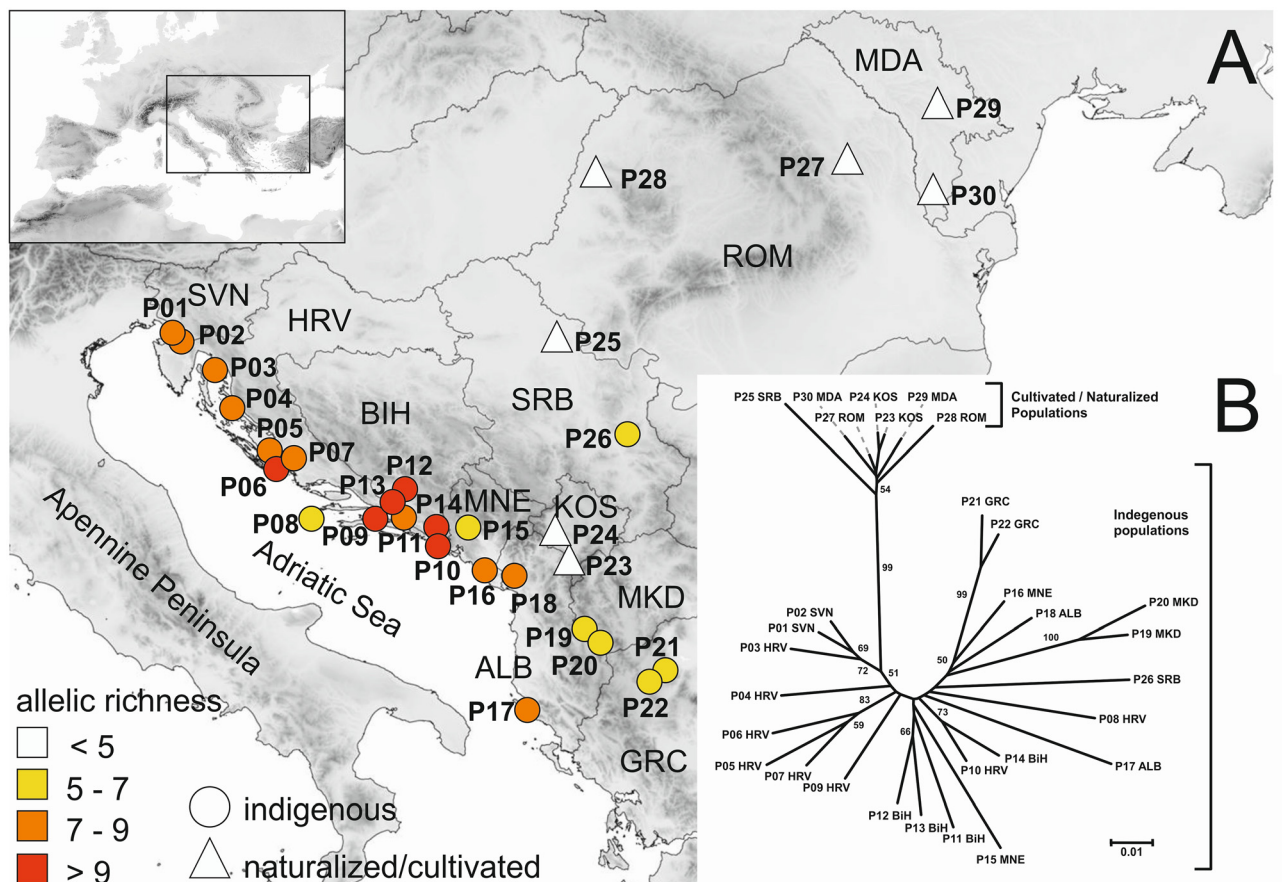 A
MDA
P29
P27
P28
P30
ROM
SVN
P01
P02
HRV
P25
P03
P04
SRB
BIH
P05
P26
P07
P06
P12
P13
P14
MNE
KOS
P08
P09
P11
P15
P24
P10
P23
P16
P18
MKD
P19
P20
P21
ALB
P22
P17
GRC
Apennine Peninsula
Adriatic Sea
allelic richness
< 5
5 - 7
7 - 9
> 9
indigenous
naturalized/cultivated
B
P25 SRB
P30 MDA
P24 KOS
P29 MDA
P27 ROM
P23 KOS
P28 ROM
Cultivated / Naturalized
Populations
54
99
P21 GRC
P22 GRC
Indegenous
populations
99
P16 MNE
P18 ALB
P20 MKD
100
P19 MKD
P02 SVN
P01 SVN
P03 HRV
69
72
51
50
P26 SRB
P04 HRV
83
59
73
66
P08 HRV
P06 HRV
P14 BiH
P10 HRV
P17 ALB
P05 HRV
P07 HRV
P09 HRV
P12 BiH
P13 BiH
P11 BiH
P15 MNE
0.01